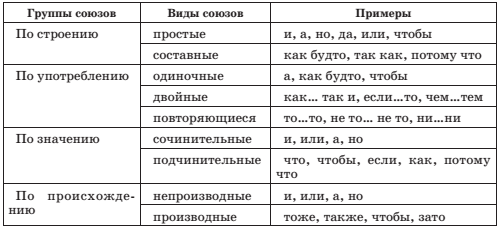 Группы союзов Виды союзов Примеры
По строению простые и, а, но, да, или, чтобы
составные как будто, так как, потому что
По употреблению одиночные а, как будто, чтобы
двойные как... так и, если...то, чем...тем
повторяющиеся то...то, не то... не то, ни...ни
По значению сочинительные и, или, а, но
подчинительные что, чтобы, если, как, потому
что
По происхожде- непроизводные и, или, а, но
нию
производные тоже, также, чтобы, зато